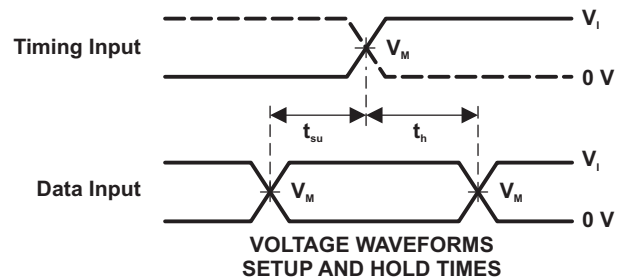 V_I
Timing Input
V_M
0 V
t_su
t_h
V_I
Data Input
V_M
V_M
0 V
VOLTAGE WAVEFORMS
SETUP AND HOLD TIMES